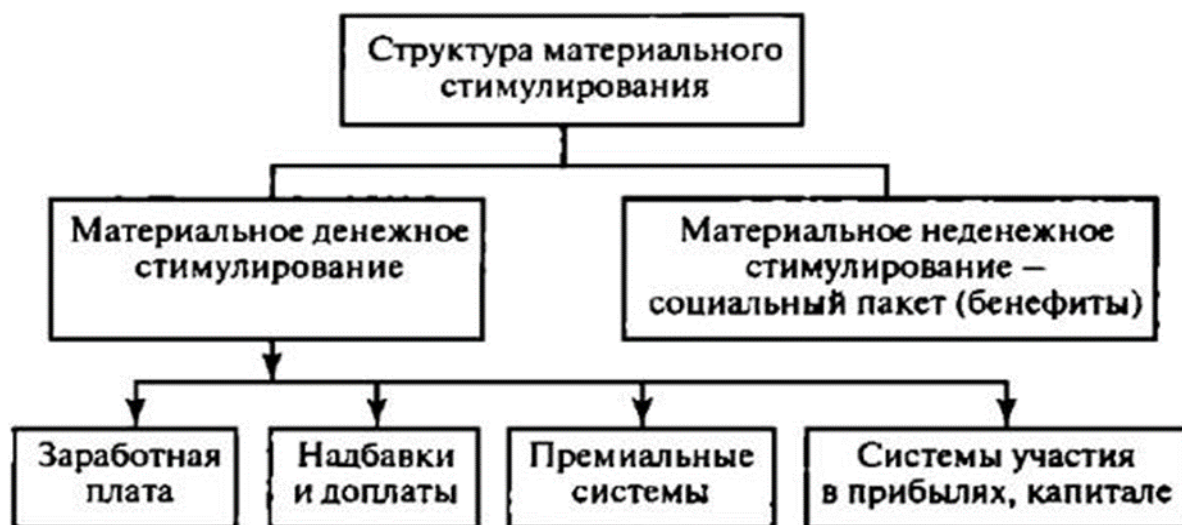 Структура материального
стимулирования
Материальное денежное
стимулирование
Материальное неденежное
стимулирование –
социальный пакет (бенефиты)
Заработная
плата
Надбавки
и доплаты
Премиальные
системы
Системы участия
в прибылях, капитале